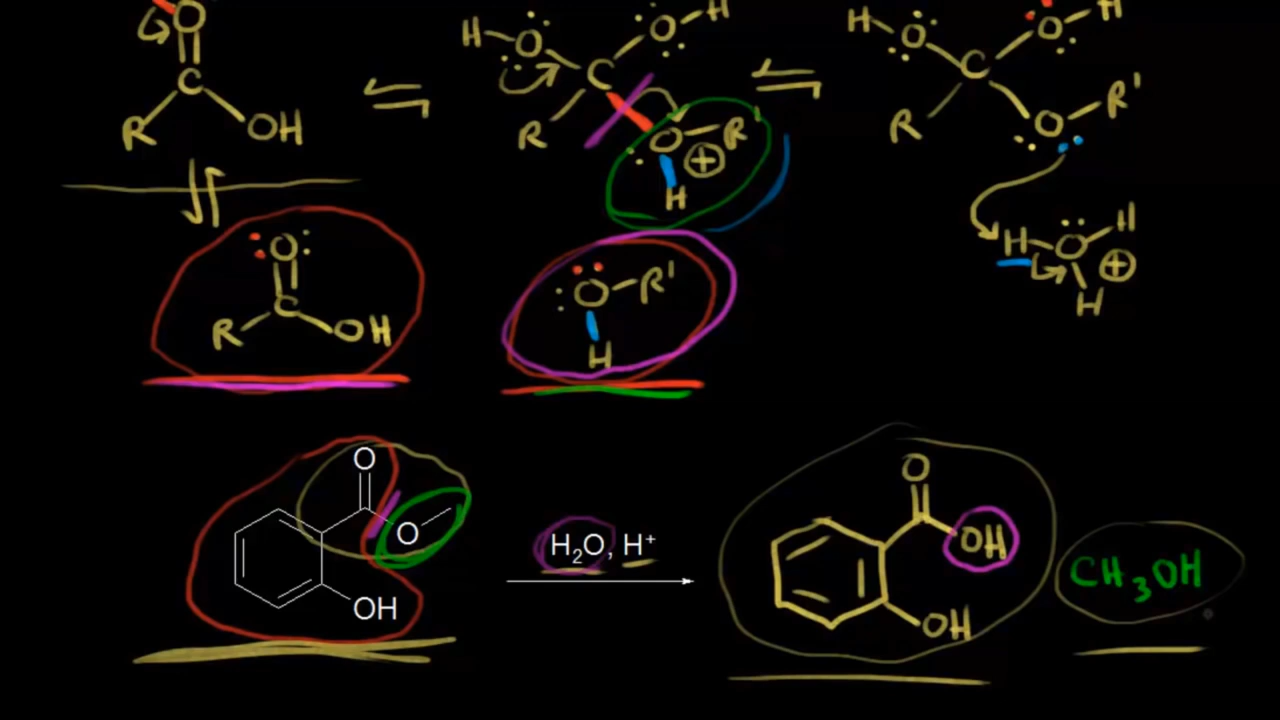 O H O H H O O H
C C C
R OH R O R' R O R'
H ⊕
O O R' H O H ⊕
C H
R OH H
O O
O H₂O, H⁺ OH CH₃OH
OH OH